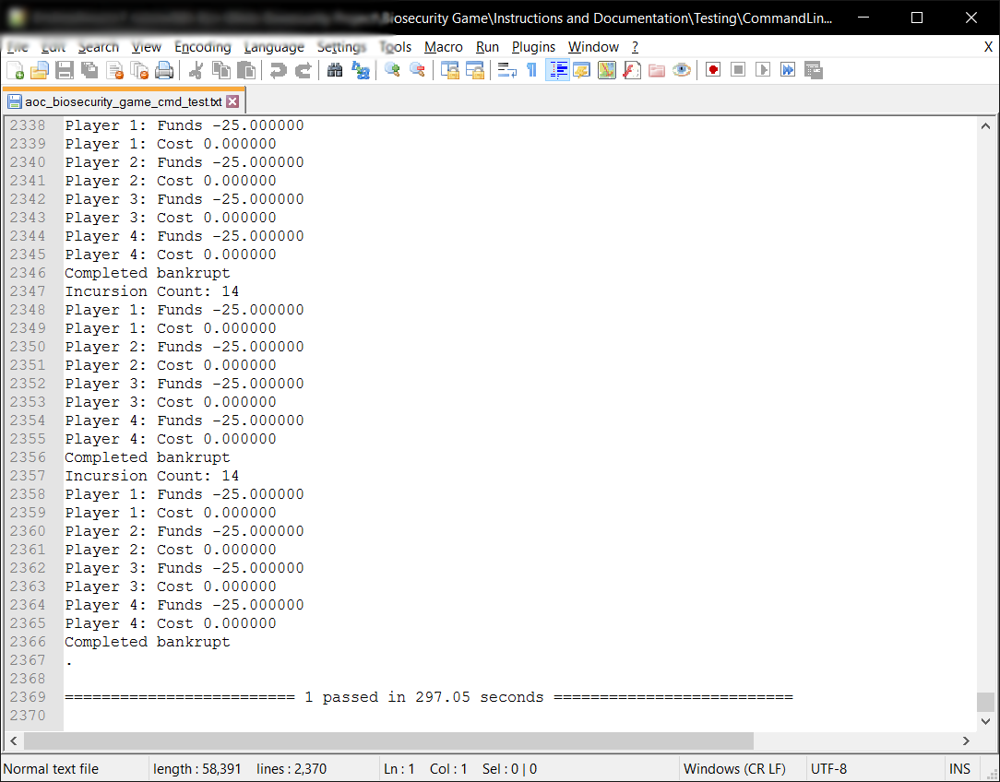 Biosecurity Game\Instructions and Documentation\Testing\CommandLin...
File Edit Search View Encoding Language Settings Tools Macro Run Plugins Window ? X
aoc_biosecurity_game_cmd_test.txt
2338 Player 1: Funds -25.000000
2339 Player 1: Cost 0.000000
2340 Player 2: Funds -25.000000
2341 Player 2: Cost 0.000000
2342 Player 3: Funds -25.000000
2343 Player 3: Cost 0.000000
2344 Player 4: Funds -25.000000
2345 Player 4: Cost 0.000000
2346 Completed bankrupt
2347 Incursion Count: 14
2348 Player 1: Funds -25.000000
2349 Player 1: Cost 0.000000
2350 Player 2: Funds -25.000000
2351 Player 2: Cost 0.000000
2352 Player 3: Funds -25.000000
2353 Player 3: Cost 0.000000
2354 Player 4: Funds -25.000000
2355 Player 4: Cost 0.000000
2356 Completed bankrupt
2357 Incursion Count: 14
2358 Player 1: Funds -25.000000
2359 Player 1: Cost 0.000000
2360 Player 2: Funds -25.000000
2361 Player 2: Cost 0.000000
2362 Player 3: Funds -25.000000
2363 Player 3: Cost 0.000000
2364 Player 4: Funds -25.000000
2365 Player 4: Cost 0.000000
2366 Completed bankrupt
2367 .
2368
2369 ========================= 1 passed in 297.05 seconds ==========================
2370
Normal text file length : 58,391 lines : 2,370 Ln : 1 Col : 1 Sel : 0 | 0 Windows (CR LF) UTF-8 INS